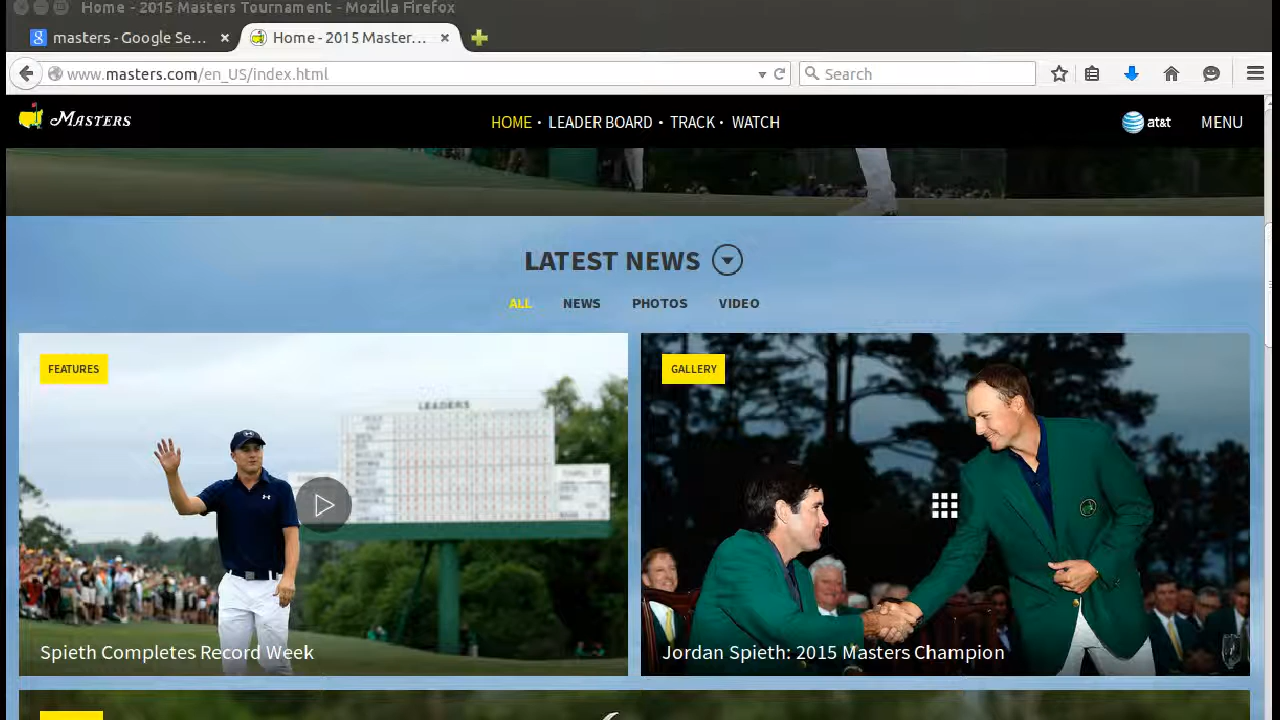 Home - 2015 Masters Tournament - Mozilla Firefox
masters - Google Se...
Home - 2015 Master...
www.masters.com/en_US/index.html
Search
MASTERS
HOME • LEADER BOARD • TRACK • WATCH
at&t
MENU
LATEST NEWS
ALL NEWS PHOTOS VIDEO
FEATURES
GALLERY
LEADERS
Spieth Completes Record Week
Jordan Spieth: 2015 Masters Champion